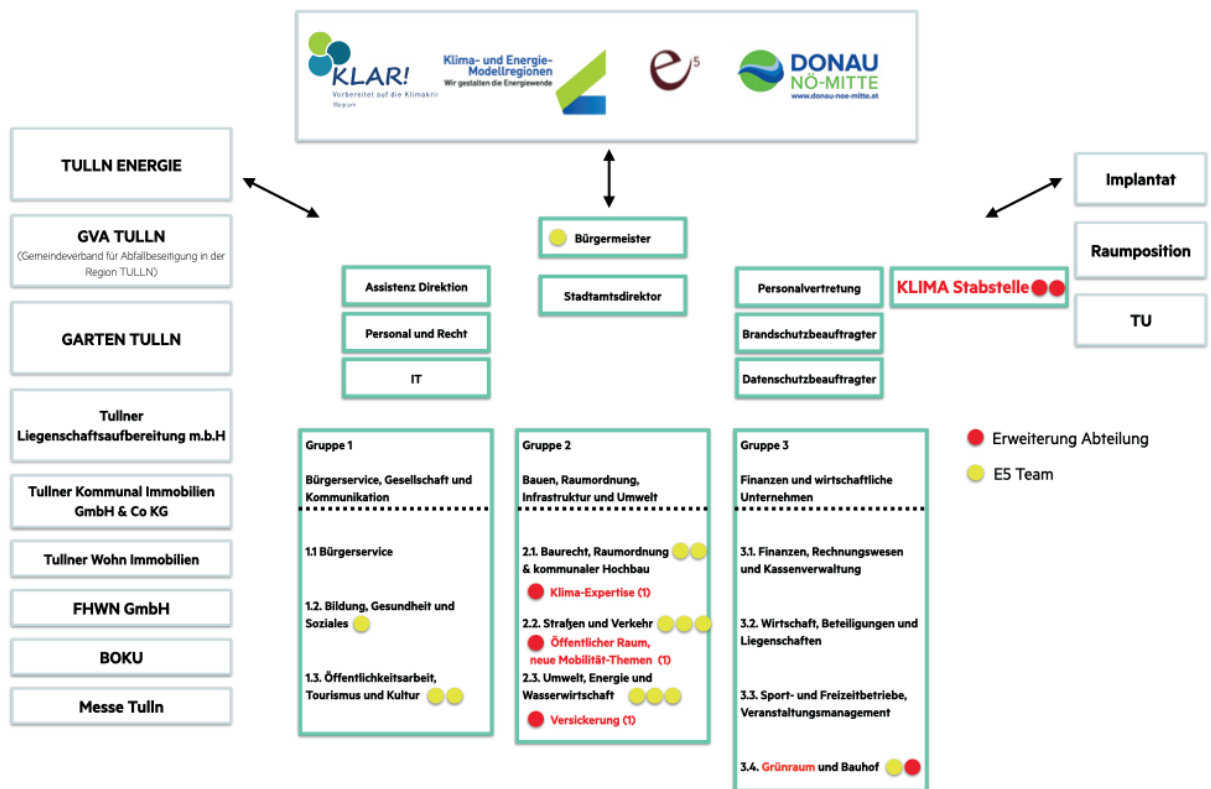 KLAR!
Vorbereitet auf die Klimakris
Wagram
Klima- und Energie-
Modellregionen
Wir gestalten die Energiewende
e5
DONAU
NÖ-MITTE
www.donau-noe-mitte.at
TULLN ENERGIE
GVA TULLN
(Gemeindeverband für Abfallbeseitigung in der
Region TULLN)
GARTEN TULLN
Tullner
Liegenschaftsaufbereitung m.b.H
Tullner Kommunal Immobilien
GmbH & Co KG
Tullner Wohn Immobilien
FHWN GmbH
BOKU
Messe Tulln
Bürgermeister
Stadtamtsdirektor
Assistenz Direktion
Personal und Recht
IT
Personalvertretung
Brandschutzbeauftragter
Datenschutzbeauftragter
KLIMA Stabstelle
Implantat
Raumposition
TU
Erweiterung Abteilung
E5 Team
Gruppe 1
Bürgerservice, Gesellschaft und
Kommunikation
1.1 Bürgerservice
1.2. Bildung, Gesundheit und
Soziales
1.3. Öffentlichkeitsarbeit,
Tourismus und Kultur
Gruppe 2
Bauen, Raumordnung,
Infrastruktur und Umwelt
2.1. Baurecht, Raumordnung
& kommunaler Hochbau
Klima-Expertise (1)
2.2. Straßen und Verkehr
Öffentlicher Raum,
neue Mobilität-Themen (1)
2.3. Umwelt, Energie und
Wasserwirtschaft
Versickerung (1)
Gruppe 3
Finanzen und wirtschaftliche
Unternehmen
3.1. Finanzen, Rechnungswesen
und Kassenverwaltung
3.2. Wirtschaft, Beteiligungen und
Liegenschaften
3.3. Sport- und Freizeitbetriebe,
Veranstaltungsmanagement
3.4. Grünraum und Bauhof